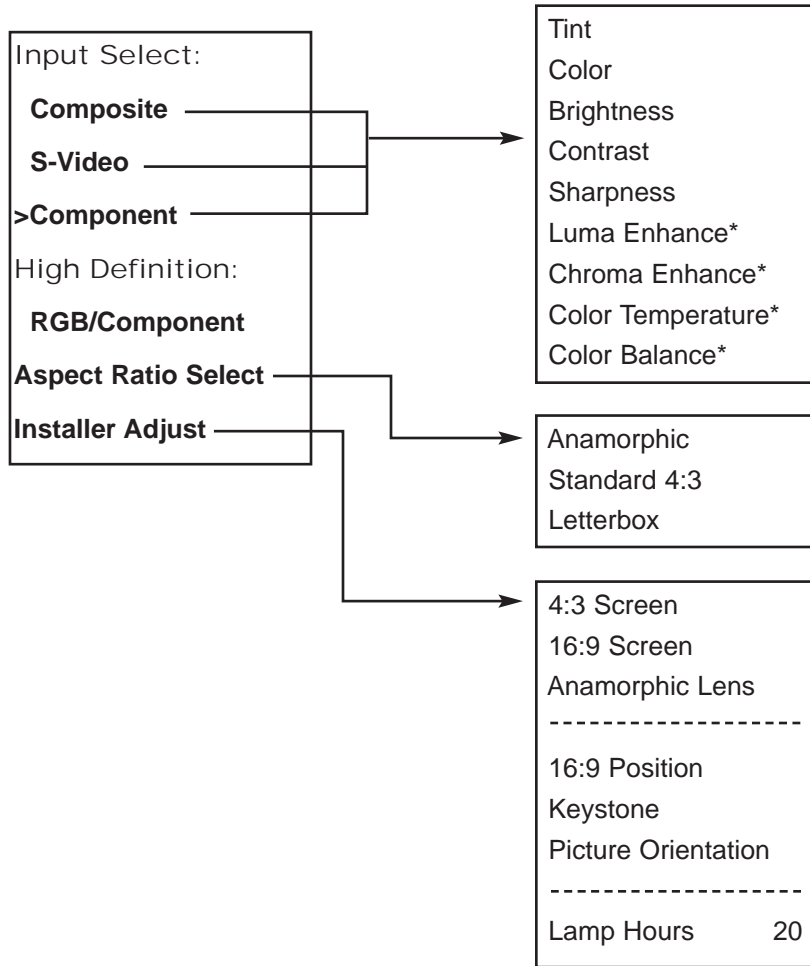 Input Select:
Composite
S-Video
>Component
High Definition:
RGB/Component
Aspect Ratio Select
Installer Adjust
Tint
Color
Brightness
Contrast
Sharpness
Luma Enhance*
Chroma Enhance*
Color Temperature*
Color Balance*
Anamorphic
Standard 4:3
Letterbox
4:3 Screen
16:9 Screen
Anamorphic Lens
16:9 Position
Keystone
Picture Orientation
Lamp Hours 20